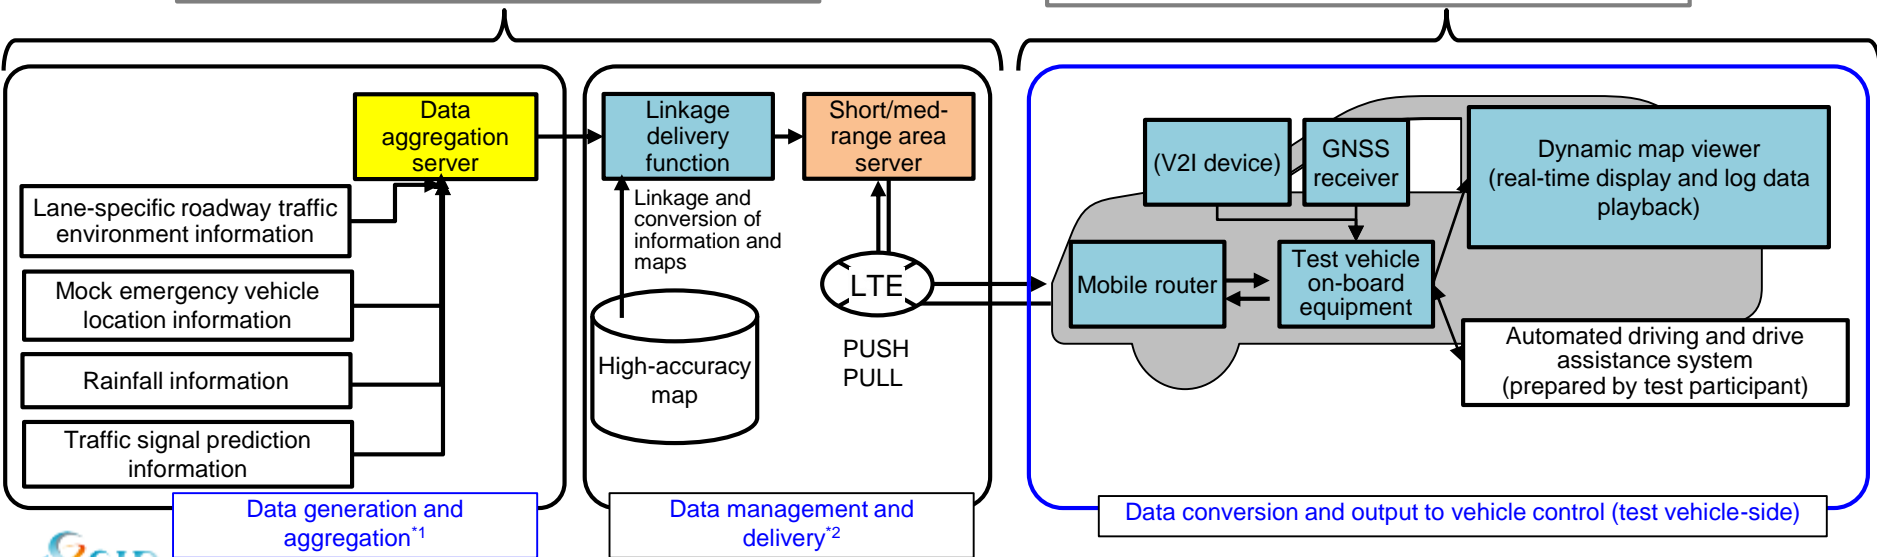 Data
aggregation
server
Lane-specific roadway traffic
environment information
Mock emergency vehicle
location information
Rainfall information
Traffic signal prediction
information
Data generation and
aggregation*1
Linkage
delivery
function
Short/med-
range area
server
Linkage and
conversion of
information and
maps
High-accuracy
map
LTE
PUSH
PULL
Data management and
delivery*2
(V2I device)
GNSS
receiver
Dynamic map viewer
(real-time display and log data
playback)
Mobile router
Test vehicle
on-board
equipment
Automated driving and drive
assistance system
(prepared by test participant)
Data conversion and output to vehicle control (test vehicle-side)